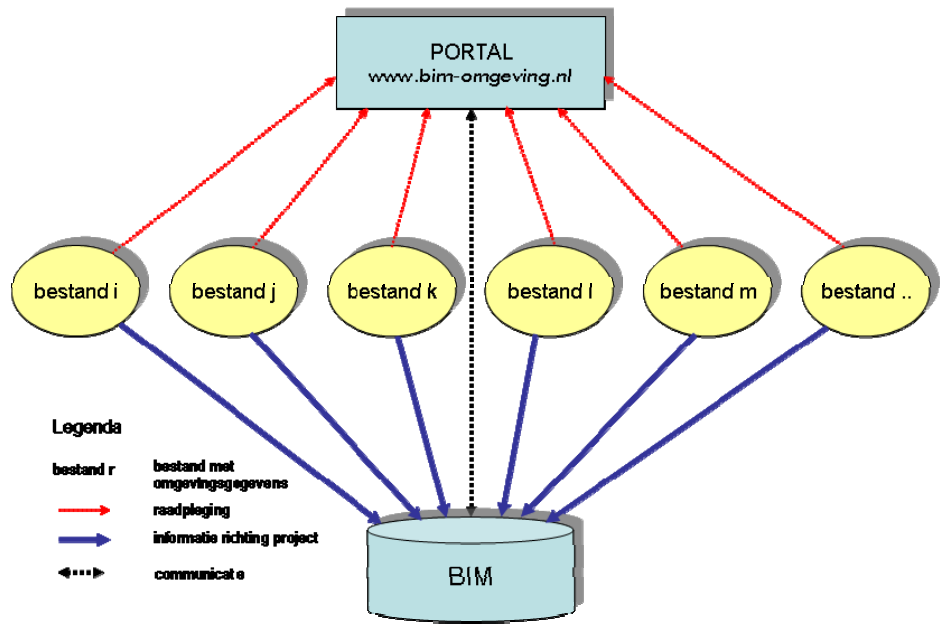 PORTAL
www.bim-omgeving.nl
bestand i
bestand j
bestand k
bestand l
bestand m
bestand ..
Legenda
bestand r
bestand met
omgevingsgegevens
raadpleging
informatie richting project
communicate
BIM